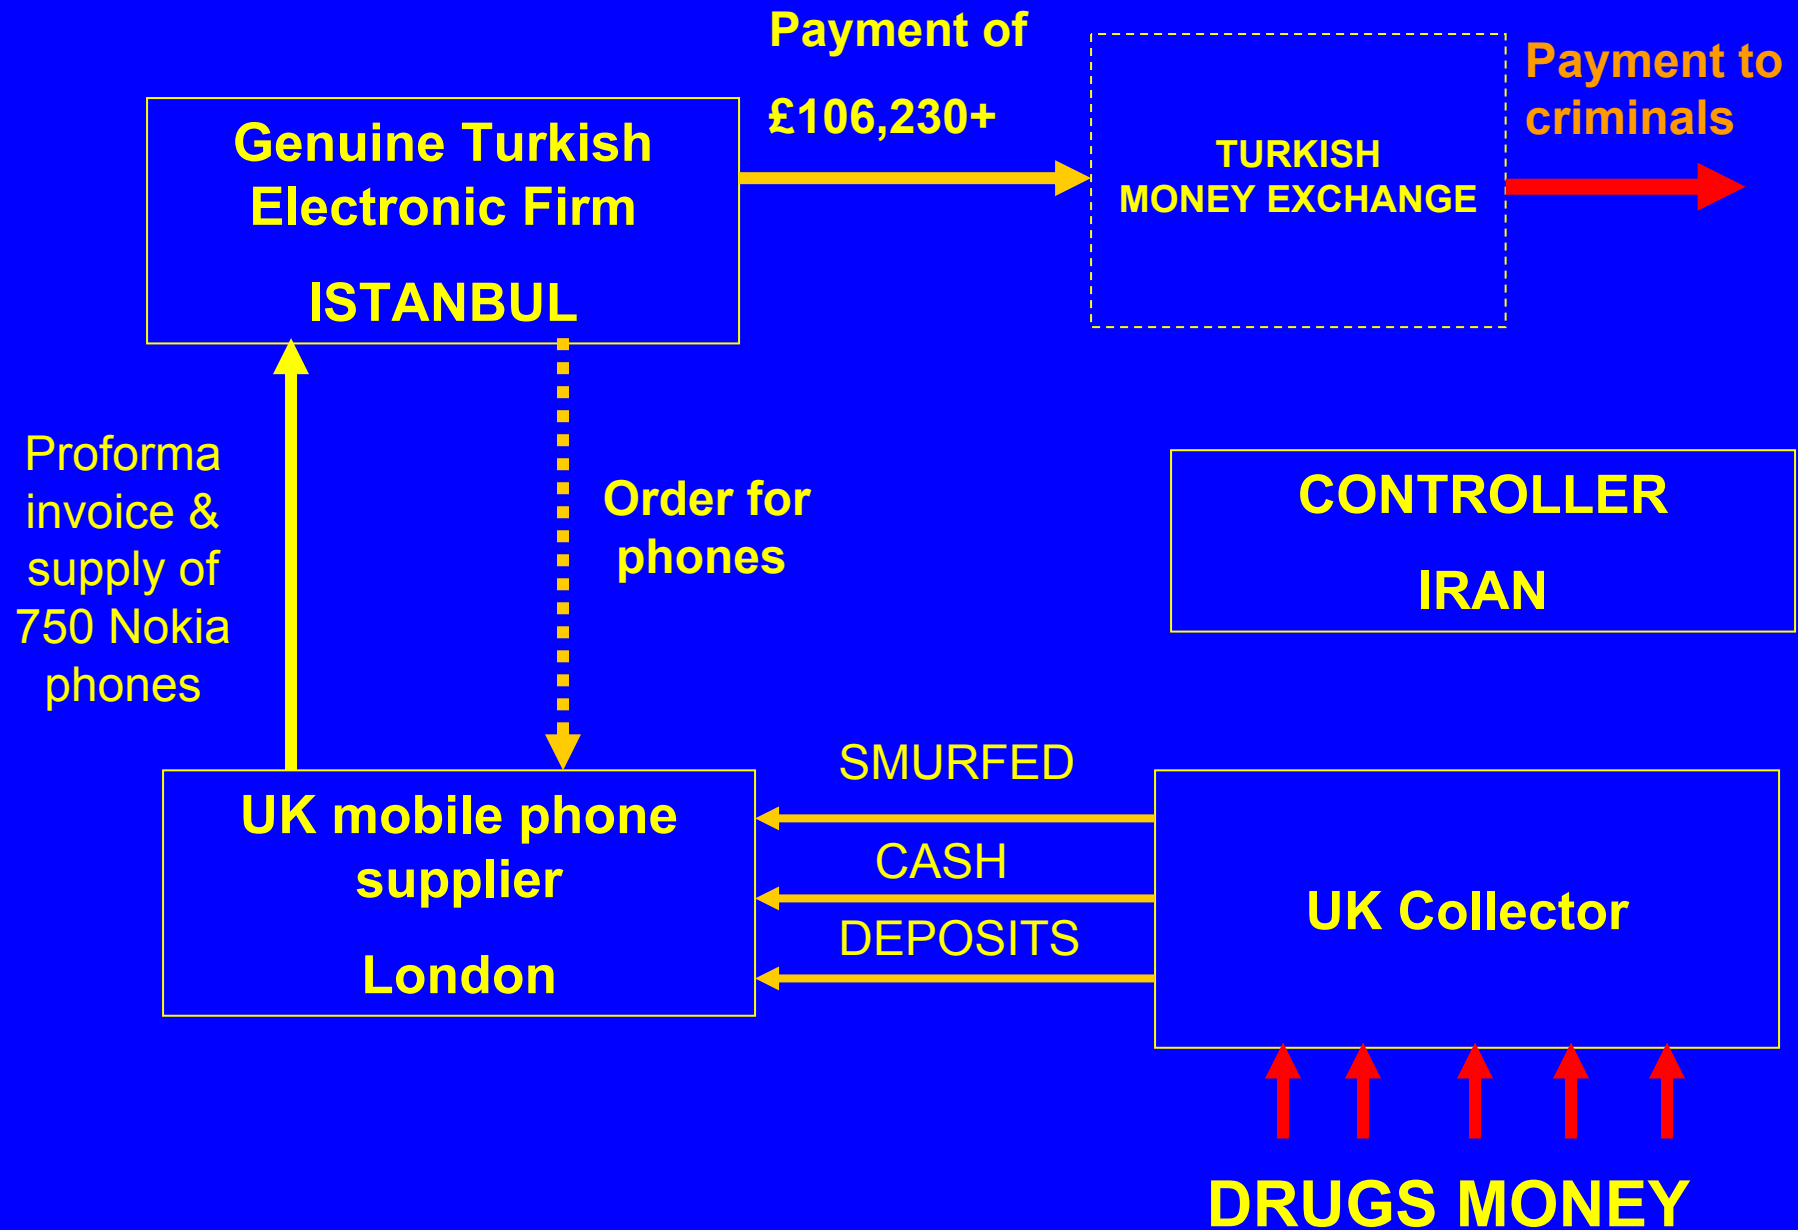 Payment of
£106,230+
Payment to
criminals
Genuine Turkish
Electronic Firm
ISTANBUL
TURKISH
MONEY EXCHANGE
Proforma
invoice &
supply of
750 Nokia
phones
Order for
phones
CONTROLLER
IRAN
UK mobile phone
supplier
London
SMURFED
CASH
DEPOSITS
UK Collector
DRUGS MONEY